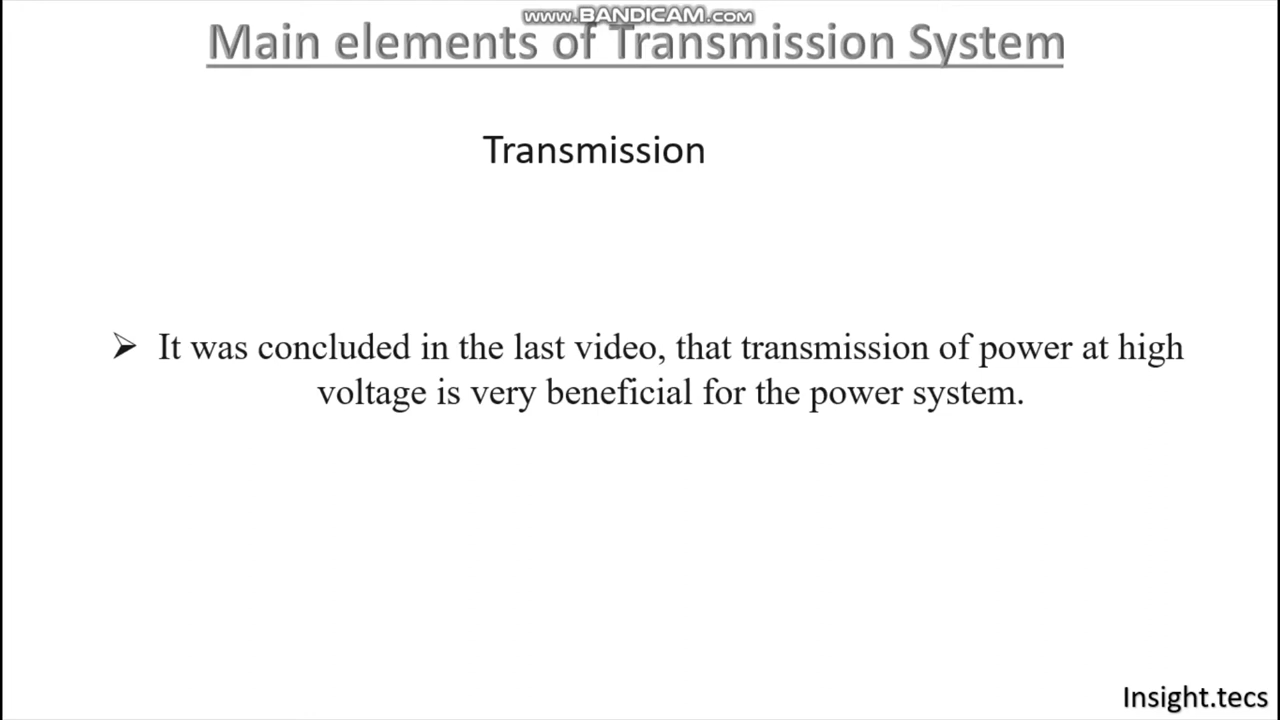 www.BANDICAM.com
Main elements of Transmission System
Transmission
➢ It was concluded in the last video, that transmission of power at high
voltage is very beneficial for the power system.
Insight.tecs